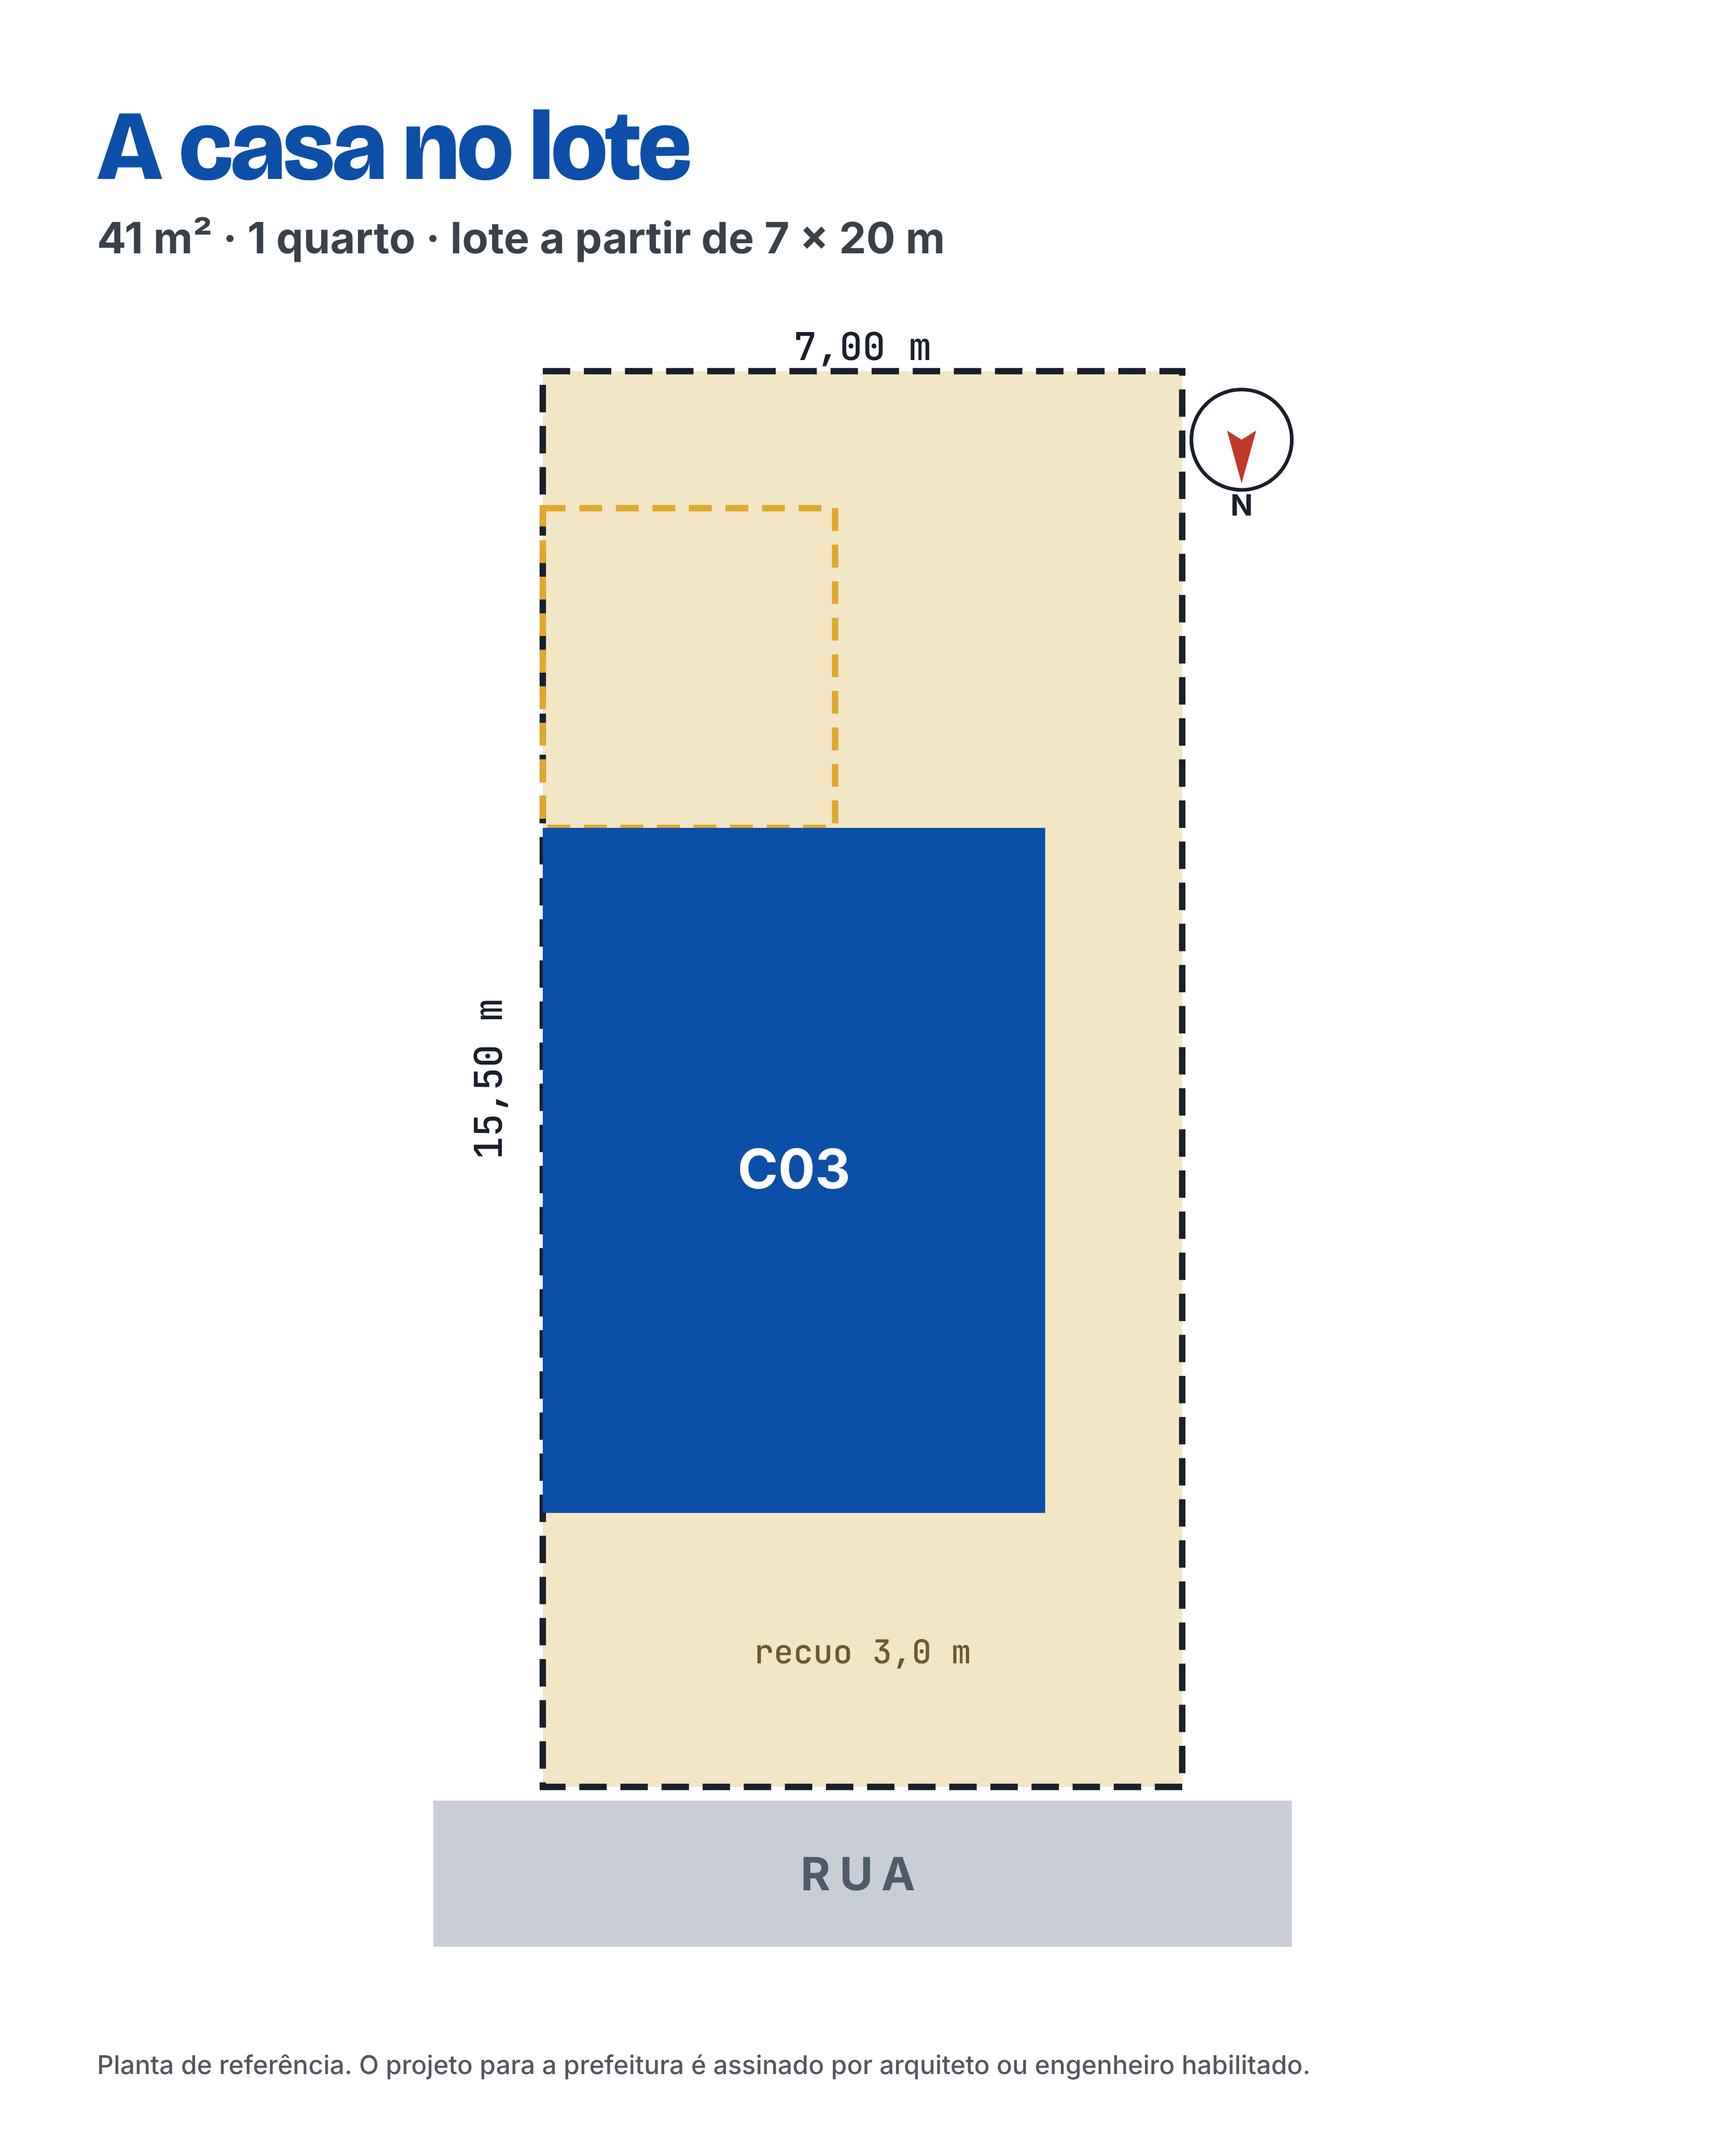 A casa no lote
41 m² · 1 quarto · lote a partir de 7 × 20 m
7,00 m
N
15,50 m
C03
recuo 3,0 m
RUA
Planta de referência. O projeto para a prefeitura é assinado por arquiteto ou engenheiro habilitado.